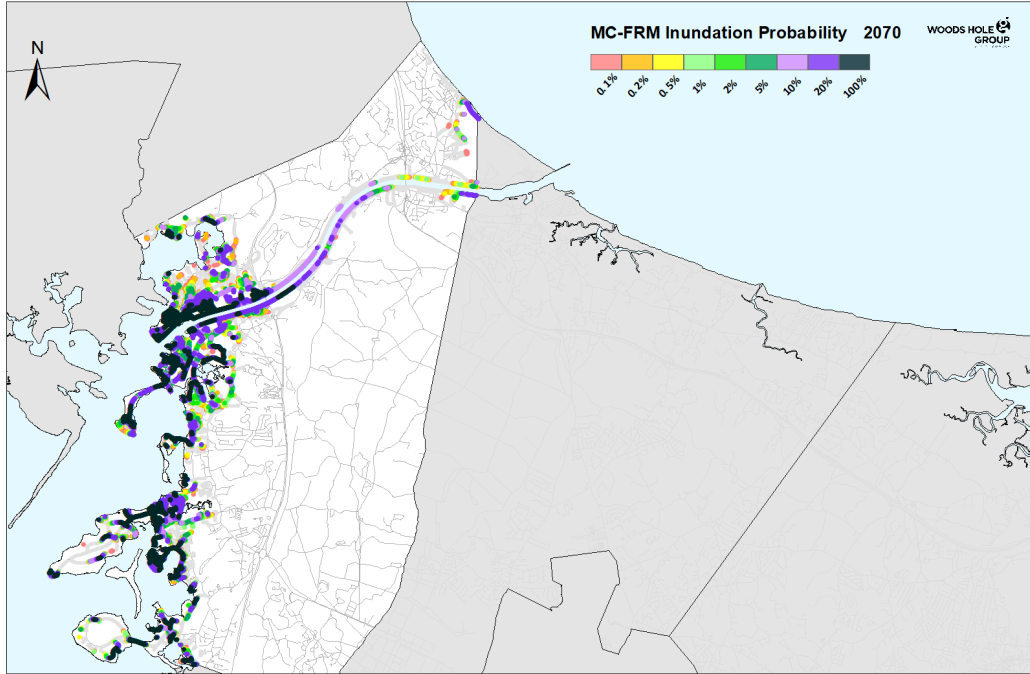 MC-FRM Inundation Probability 2070
WOODS HOLE
GROUP
N
0.1% 0.2% 0.5% 1% 2% 5% 10% 20% 100%